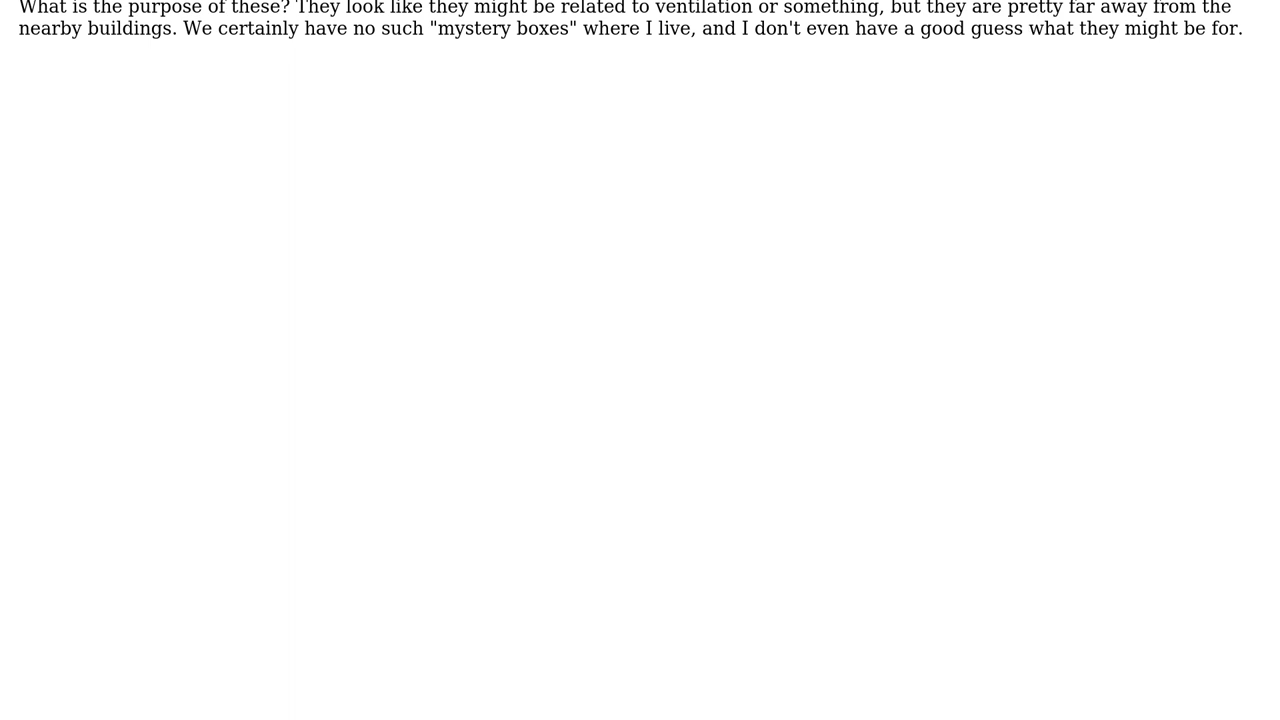 What is the purpose of these? They look like they might be related to ventilation or something, but they are pretty far away from the
nearby buildings. We certainly have no such "mystery boxes" where I live, and I don't even have a good guess what they might be for.